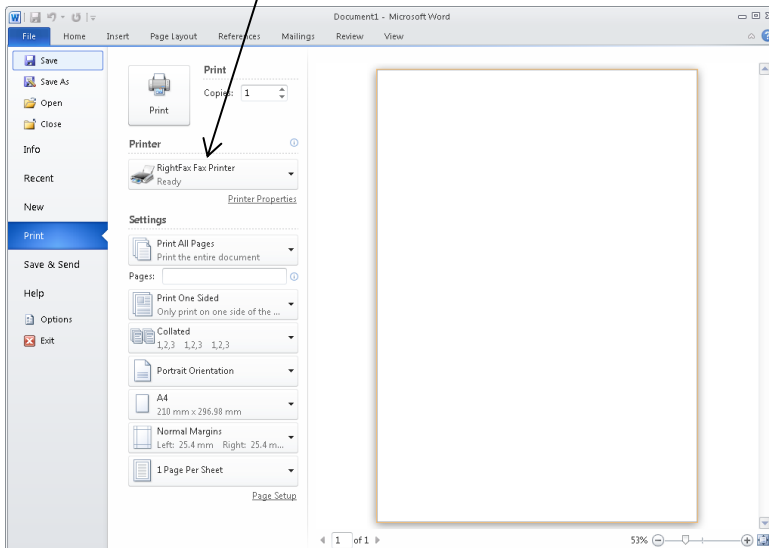 Document1 - Microsoft Word
File Home Insert Page Layout References Mailings Review View
Save
Save As
Open
Close
Info
Recent
New
Print
Save & Send
Help
Options
Exit
Print
Print
Copies: 1
Printer
RightFax Fax Printer
Ready
Printer Properties
Settings
Print All Pages
Print the entire document
Pages:
Print One Sided
Only print on one side of the ...
Collated
1,2,3 1,2,3 1,2,3
Portrait Orientation
A4
210 mm x 296.98 mm
Normal Margins
Left: 25.4 mm Right: 25.4 m...
1 Page Per Sheet
Page Setup
1 of 1
53%